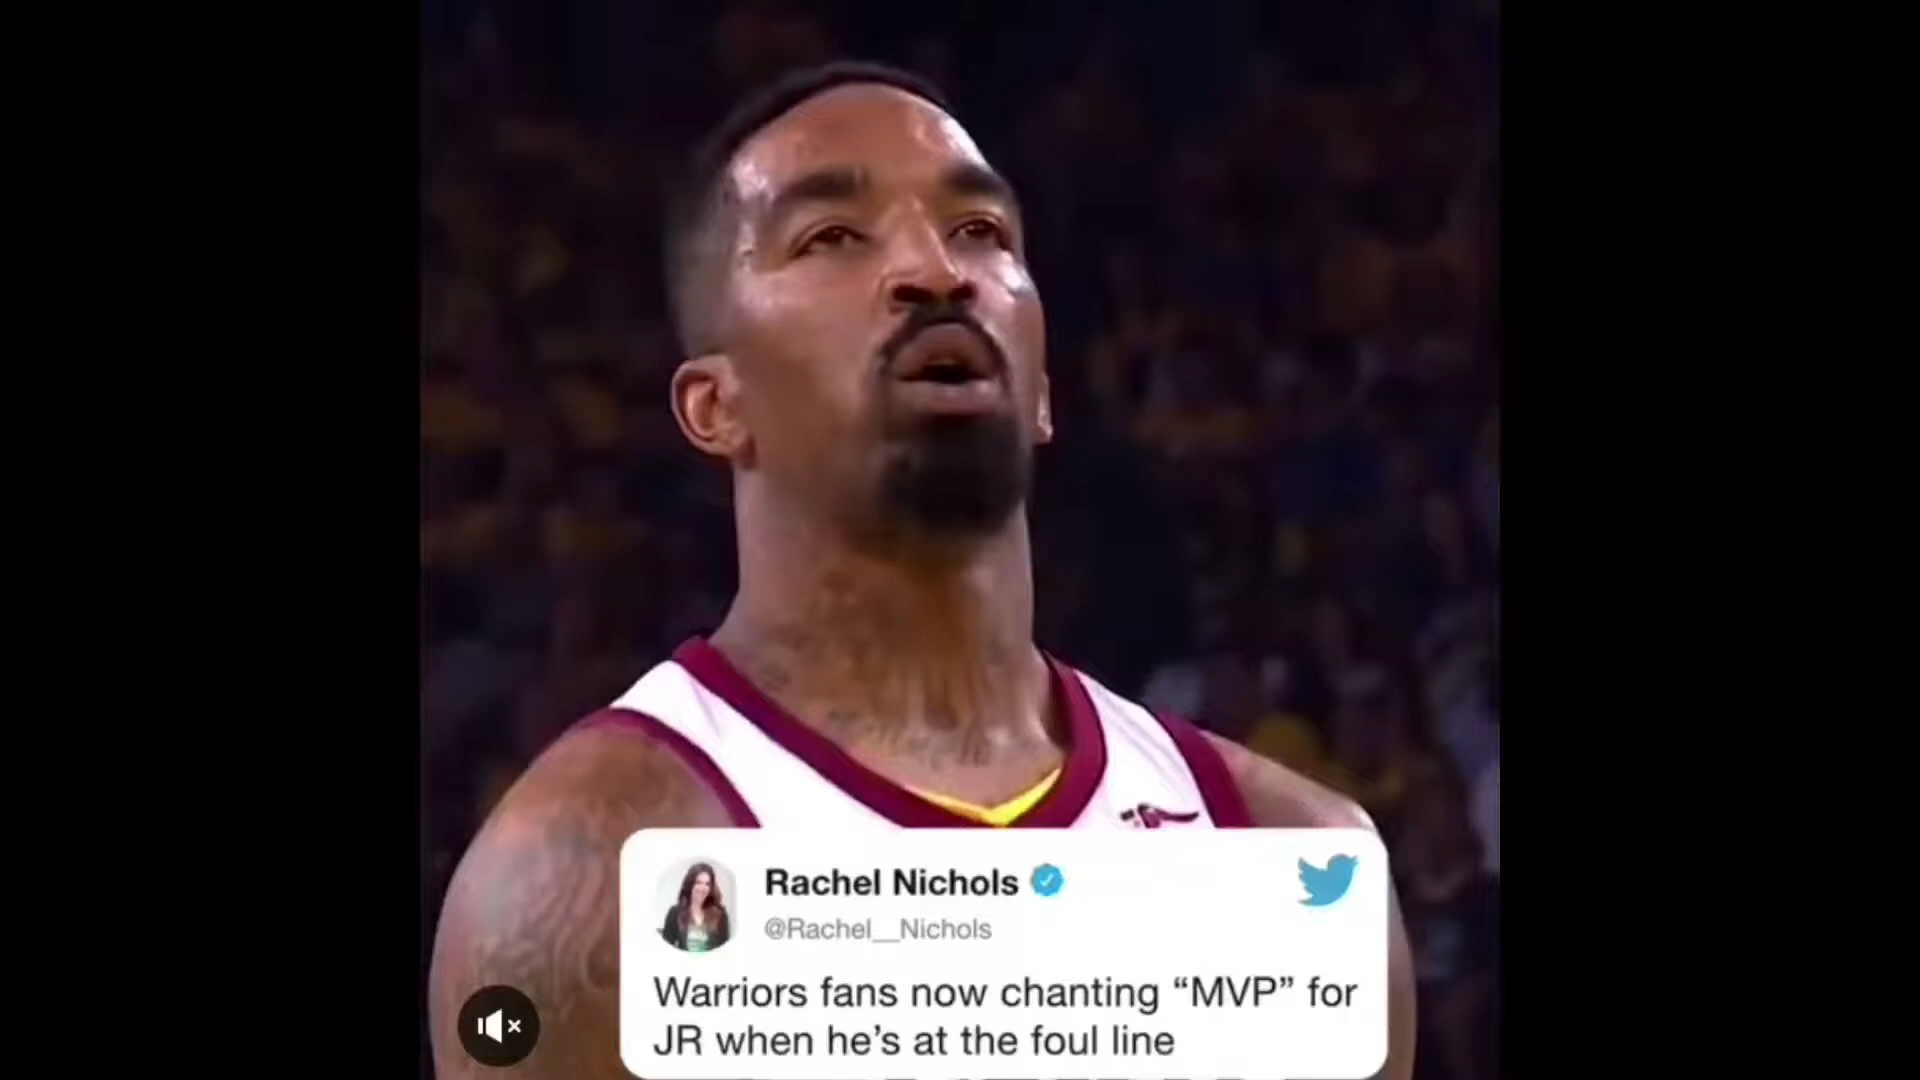 Rachel Nichols
@Rachel__Nichols
Warriors fans now chanting “MVP” for
JR when he’s at the foul line